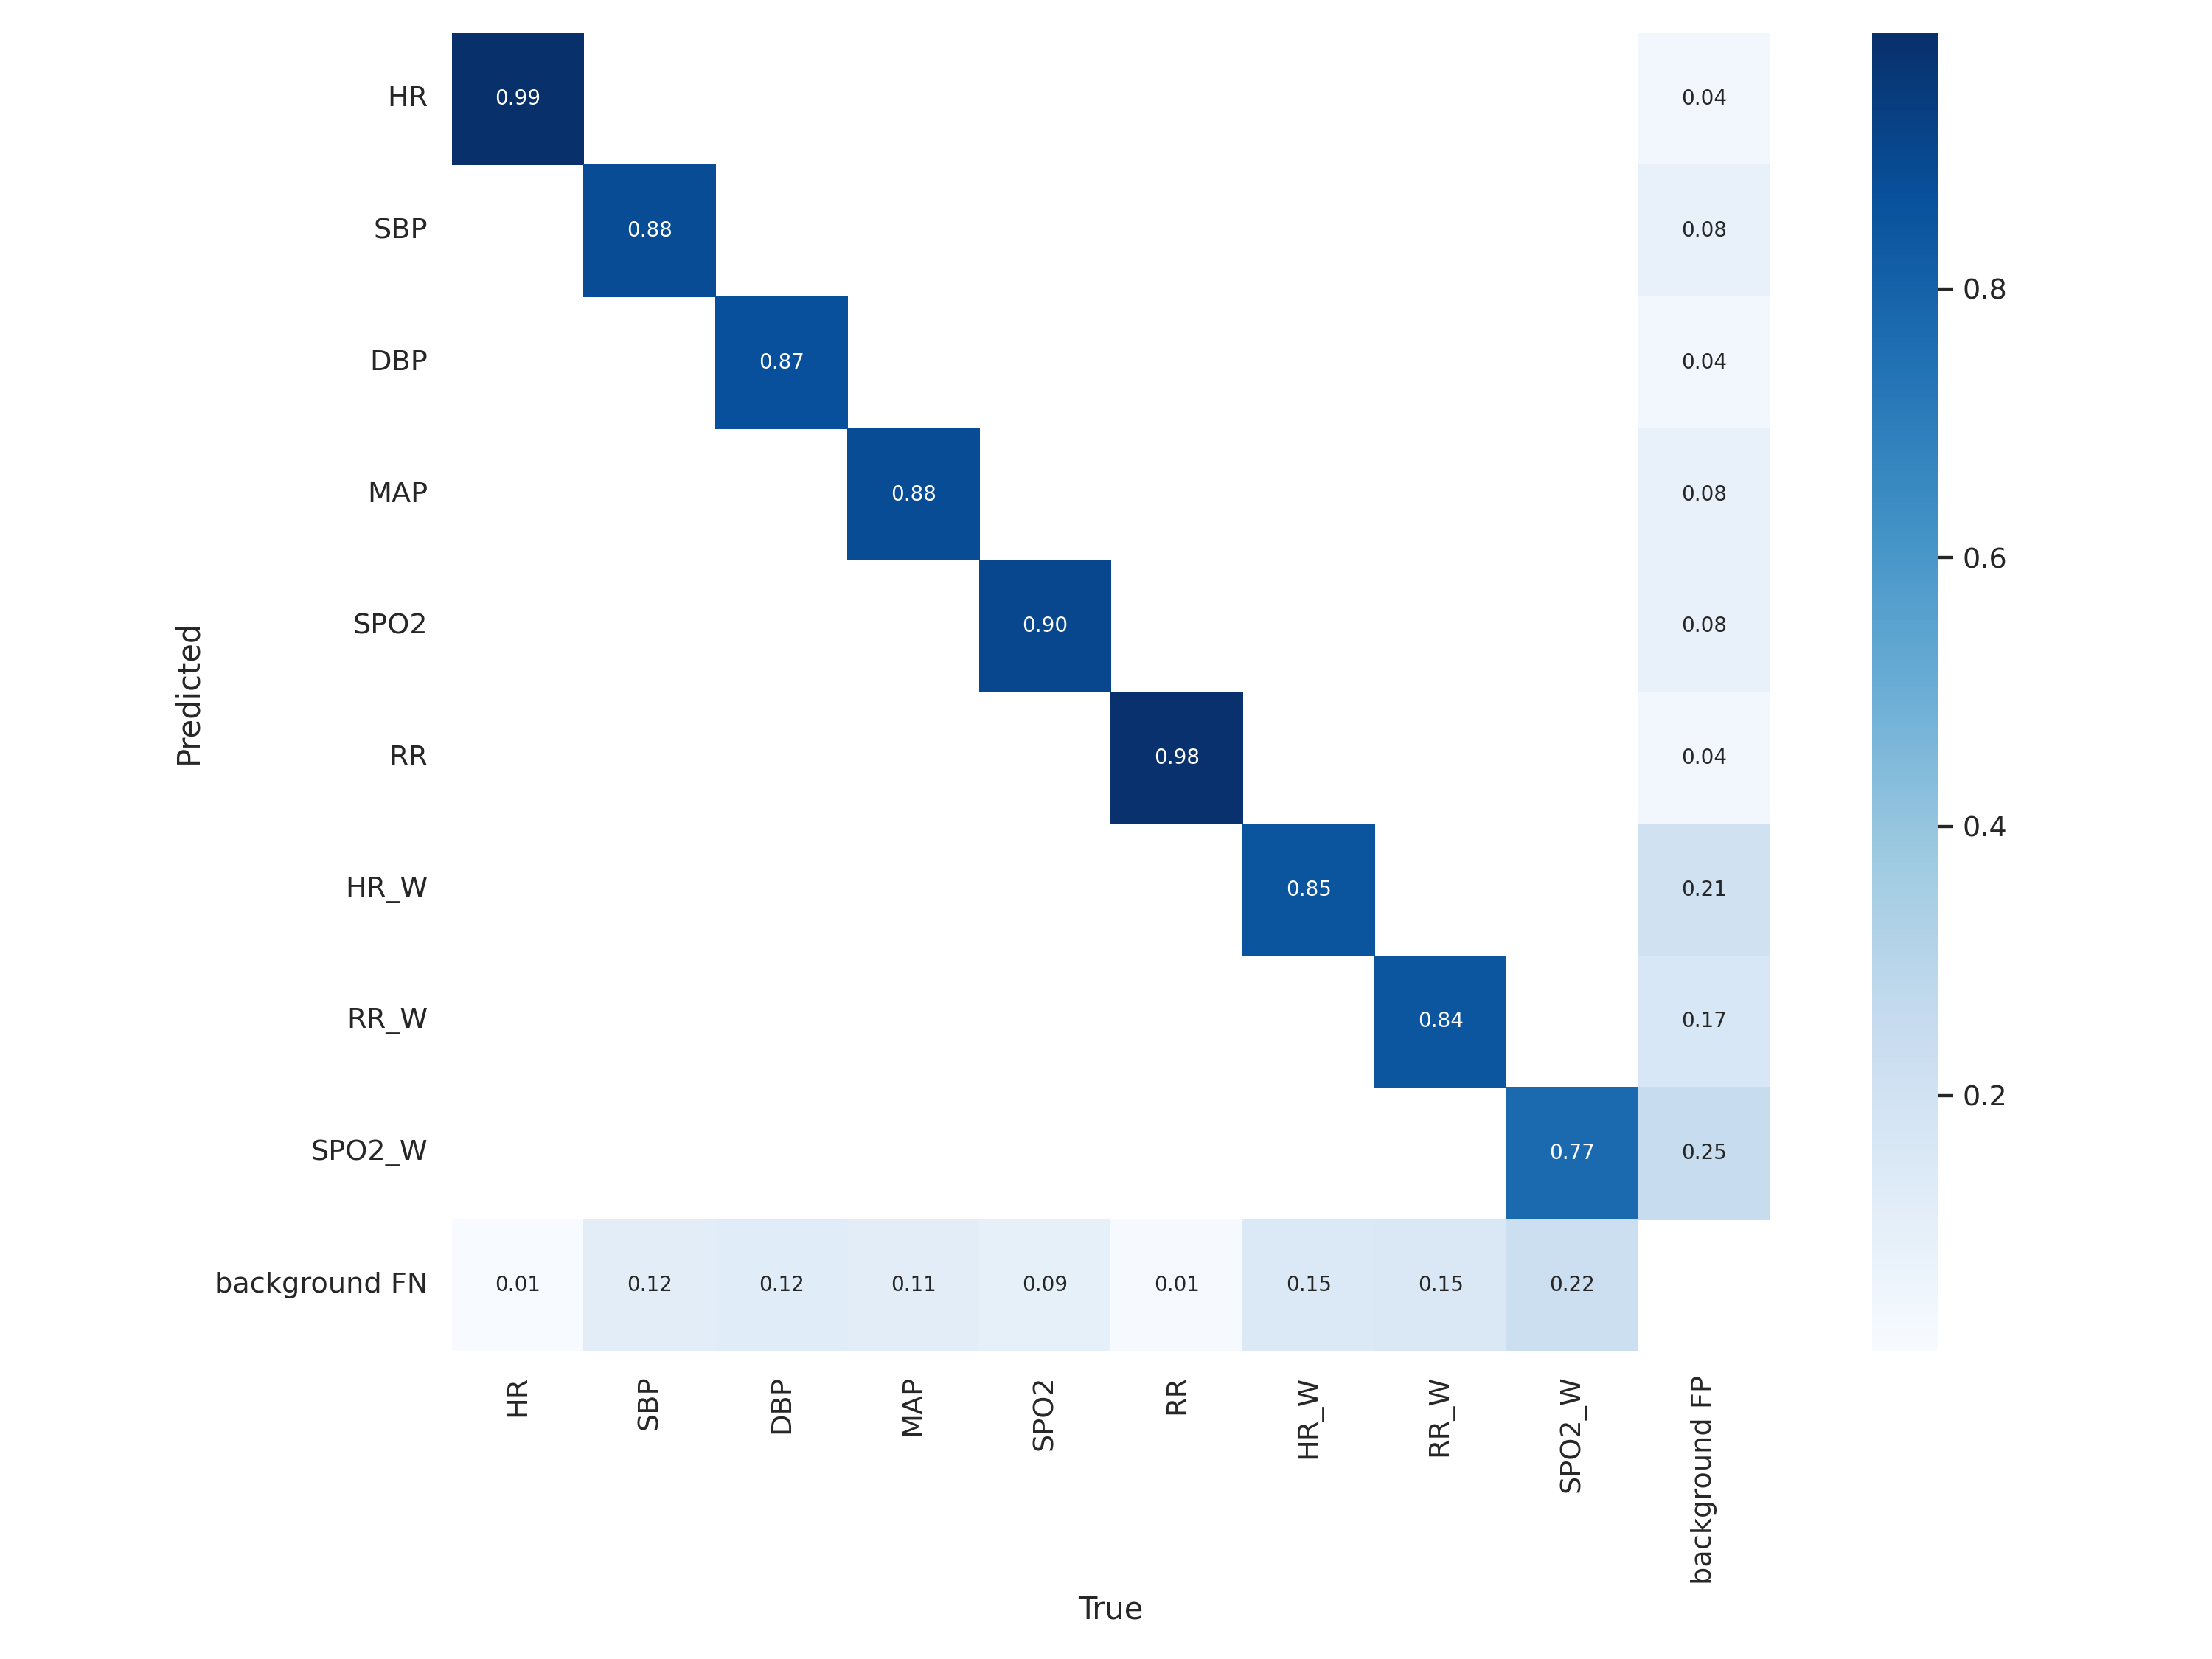 HR 0.99 0.04
SBP 0.88 0.08
0.8
DBP 0.87 0.04
MAP 0.88 0.08
0.6
SPO2 0.90 0.08
Predicted
RR 0.98 0.04
0.4
HR_W 0.85 0.21
RR_W 0.84 0.17
0.2
SPO2_W 0.77 0.25
background FN 0.01 0.12 0.12 0.11 0.09 0.01 0.15 0.15 0.22
HR SBP DBP MAP SPO2 RR HR_W RR_W SPO2_W background FP
True